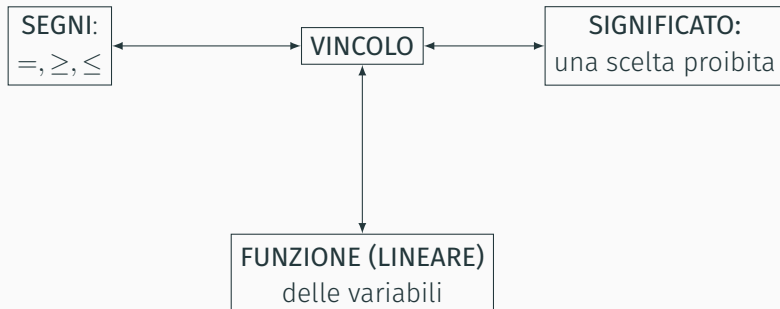 SEGNI:
=, ≥, ≤
VINCOLO
SIGNIFICATO:
una scelta proibita
FUNZIONE (LINEARE)
delle variabili